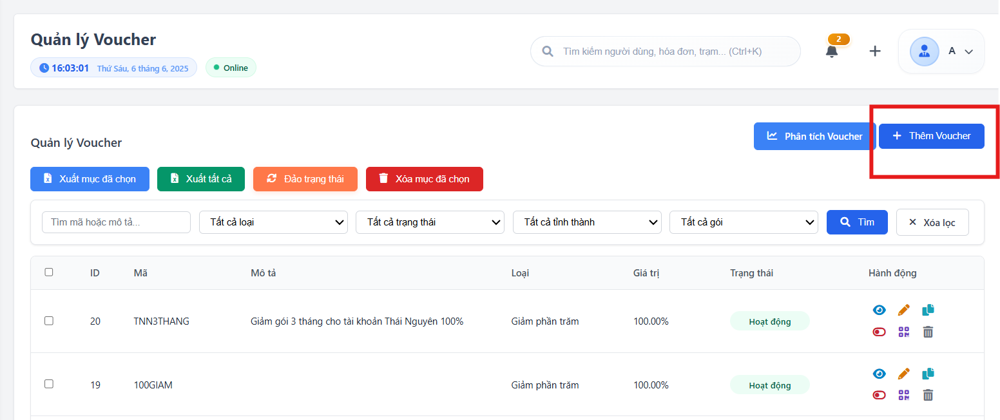 Quản lý Voucher
16:03:01 Thứ Sáu, 6 tháng 6, 2025 Online
Tìm kiếm người dùng, hóa đơn, trạm... (Ctrl+K)
2
A
Quản lý Voucher
Phân tích Voucher
Thêm Voucher
Xuất mục đã chọn Xuất tất cả Đảo trạng thái Xóa mục đã chọn
Tìm mã hoặc mô tả... Tất cả loại Tất cả trạng thái Tất cả tỉnh thành Tất cả gói Tìm Xóa lọc
ID Mã Mô tả Loại Giá trị Trạng thái Hành động
20 TNN3THANG Giảm gói 3 tháng cho tài khoản Thái Nguyên 100% Giảm phần trăm 100.00% Hoạt động
19 100GIAM Giảm phần trăm 100.00% Hoạt động